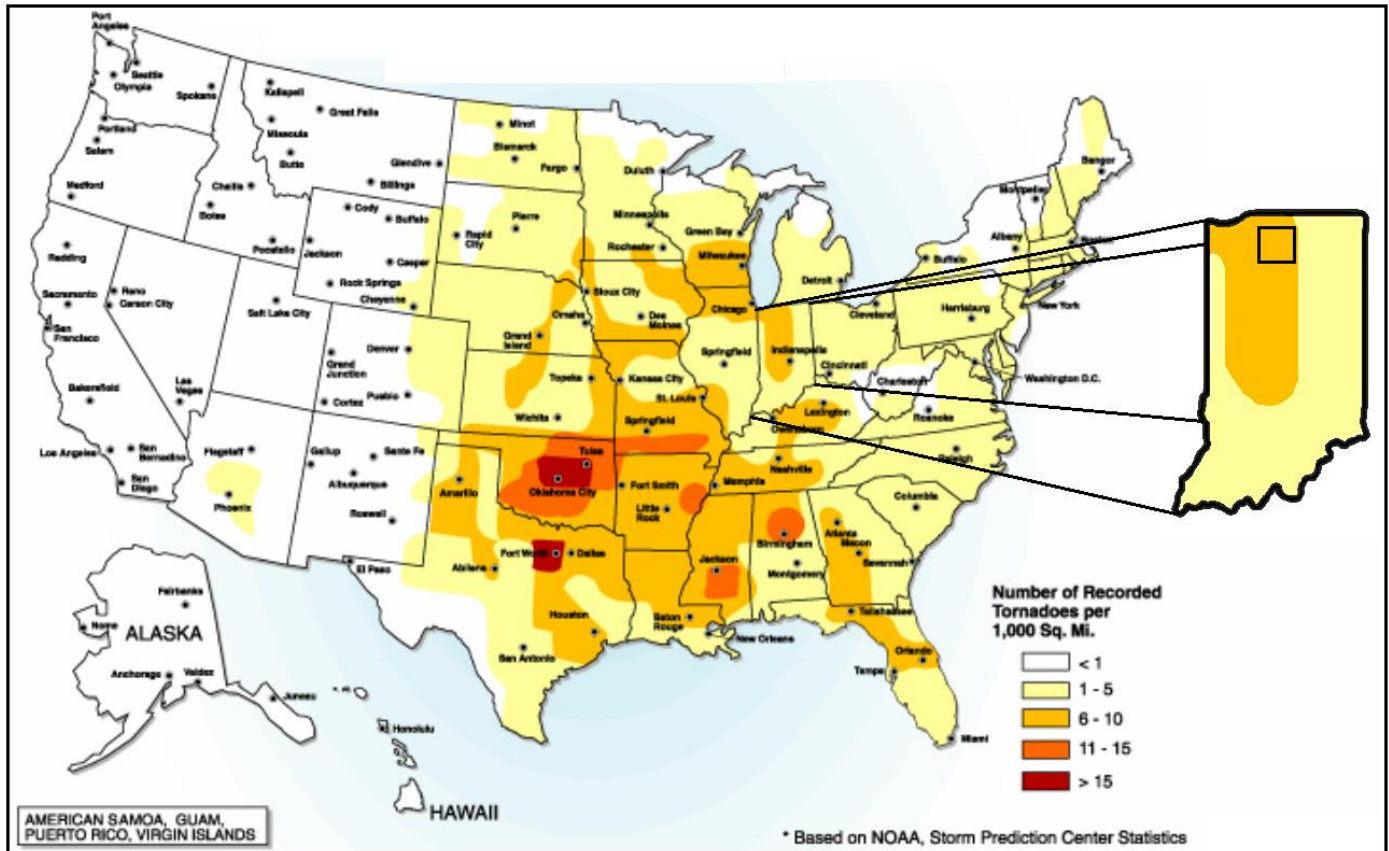 Port
Angeles
Seattle
Olympia
Spokane
Portland
Salem
Medford
Kalispell
Great Falls
Missoula
Butte
Glendive
Billings
Challis
Boise
Pocatello
Cody
Buffalo
Jackson
Casper
Rock Springs
Cheyenne
Redding
Reno
Carson City
Sacramento
San
Francisco
Salt Lake City
Bakersfield
Las
Vegas
Los Angeles
San
Bernadino
San
Diego
Denver
Grand
Junction
Pueblo
Cortez
Flagstaff
Phoenix
Gallup
Sante Fe
Albuquerque
Roswell
El Paso
Minot
Bismarck
Fargo
Pierre
Rapid
City
Duluth
Minneapolis
Rochester
Green Bay
Milwaukee
Sioux City
Omaha
Des
Moines
Grand
Island
Chicago
Topeka
Kansas City
Wichita
Springfield
St. Louis
Springfield
Indianapolis
Cincinnati
Detroit
Cleveland
Buffalo
Albany
Montpelier
Bangor
Boston
New York
Harrisburg
Washington D.C.
Charleston
Roanoke
Lexington
Owensboro
Nashville
Memphis
Raleigh
Columbia
Tulsa
Oklahoma City
Fort Smith
Little
Rock
Amarillo
Fort Worth
Dallas
Abilene
Houston
San Antonio
Jackson
Baton
Rouge
New Orleans
Birmingham
Montgomery
Atlanta
Macon
Savannah
Tallahassee
Orlando
Tampa
Miami
Fairbanks
Nome
ALASKA
Anchorage
Valdez
Juneau
Honolulu
HAWAII
Number of Recorded
Tornadoes per
1,000 Sq. Mi.
< 1
1 - 5
6 - 10
11 - 15
> 15
AMERICAN SAMOA, GUAM,
PUERTO RICO, VIRGIN ISLANDS
* Based on NOAA, Storm Prediction Center Statistics